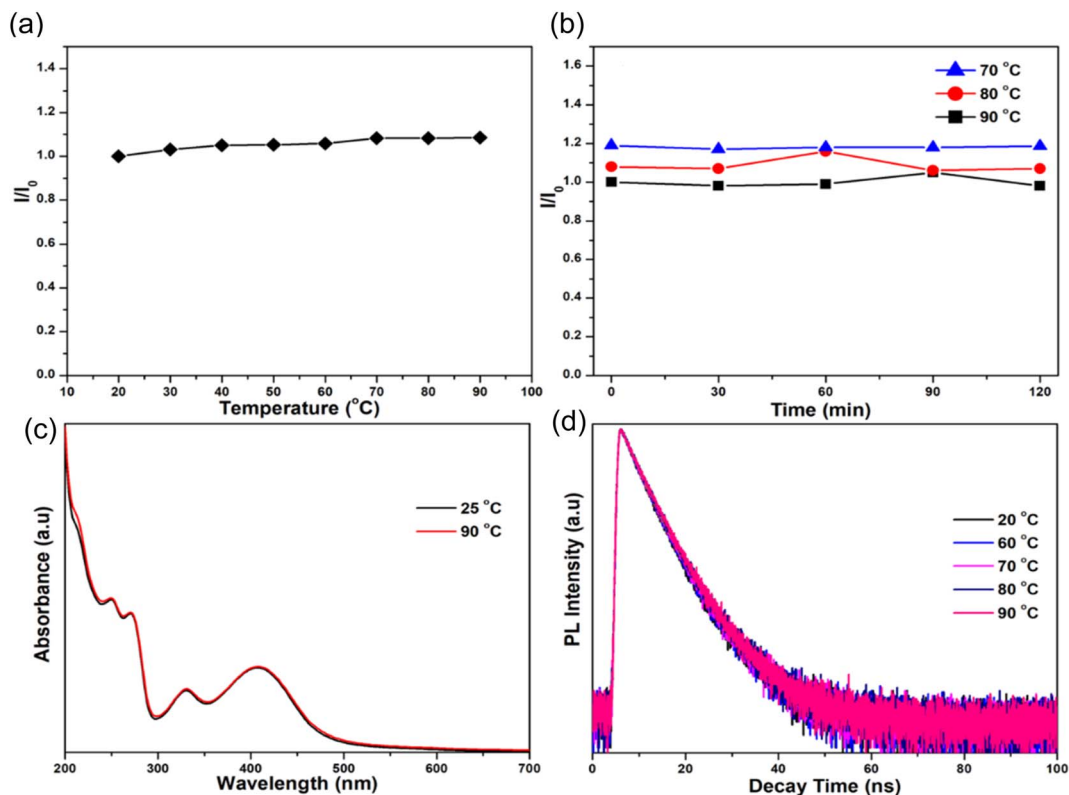 (a)
I/I0
1.4
1.2
1.0
0.8
0.6
0.4
0.2
0.0
10 20 30 40 50 60 70 80 90 100
Temperature (°C)
(b)
I/I0
1.6
1.4
1.2
1.0
0.8
0.6
0.4
0.2
0.0
70 °C
80 °C
90 °C
0 30 60 90 120
Time (min)
(c)
Absorbance (a.u)
25 °C
90 °C
200 300 400 500 600 700
Wavelength (nm)
(d)
PL Intensity (a.u)
20 °C
60 °C
70 °C
80 °C
90 °C
0 20 40 60 80 100
Decay Time (ns)